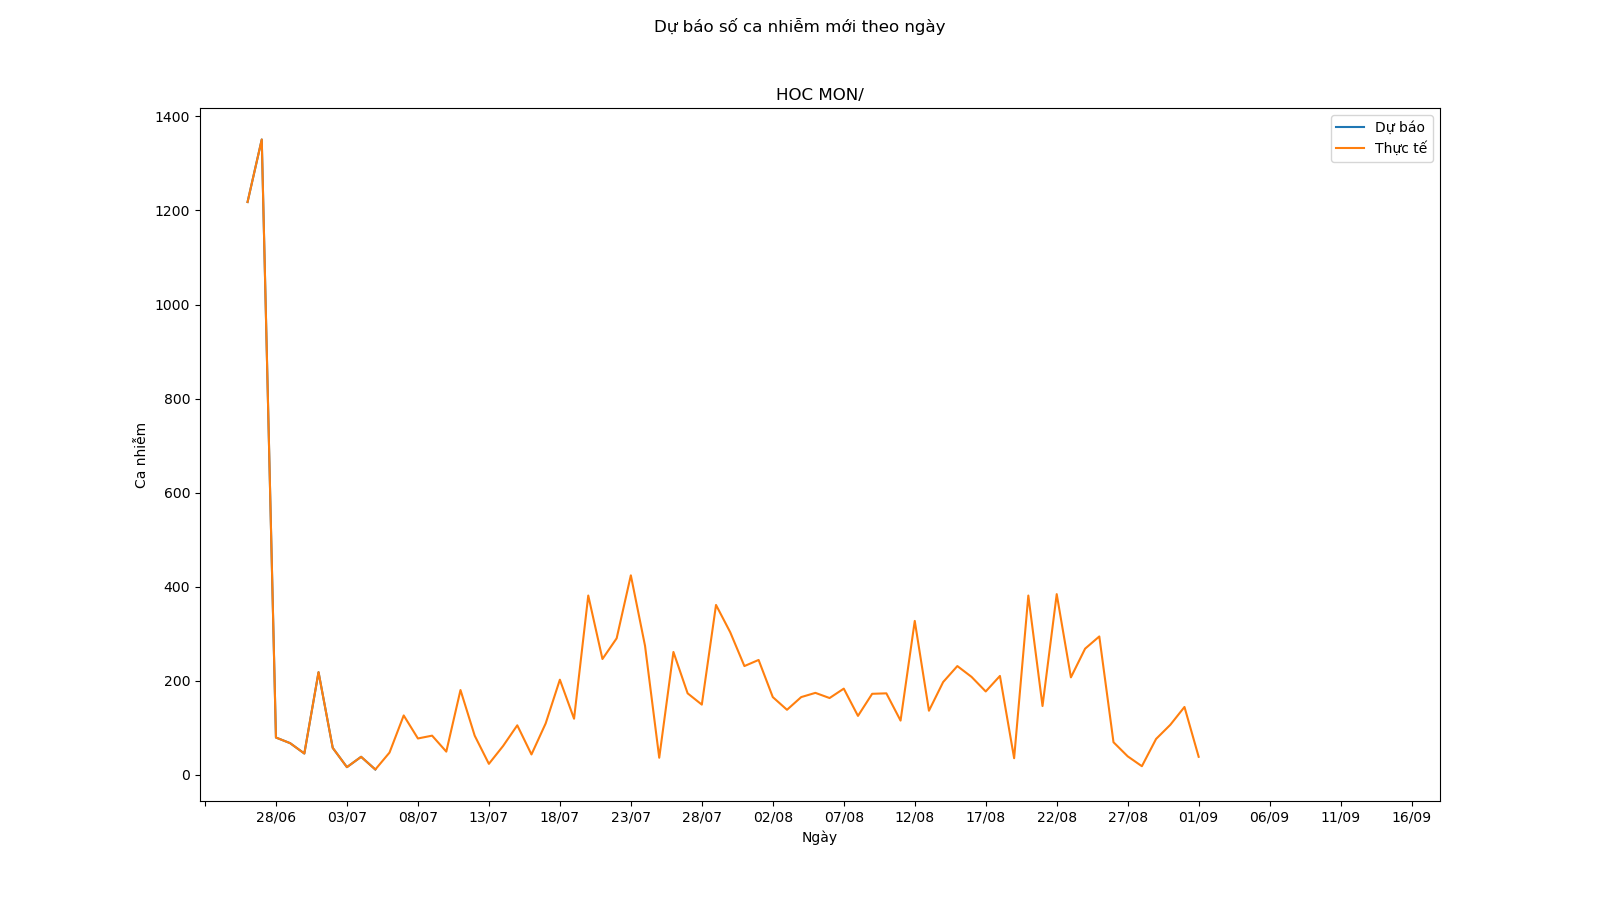 Dự báo số ca nhiễm mới theo ngày
HOC MON/
Dự báo
Thực tế
1400
1200
1000
800
600
400
200
0
Ca nhiễm
28/06 03/07 08/07 13/07 18/07 23/07 28/07 02/08 07/08 12/08 17/08 22/08 27/08 01/09 06/09 11/09 16/09
Ngày